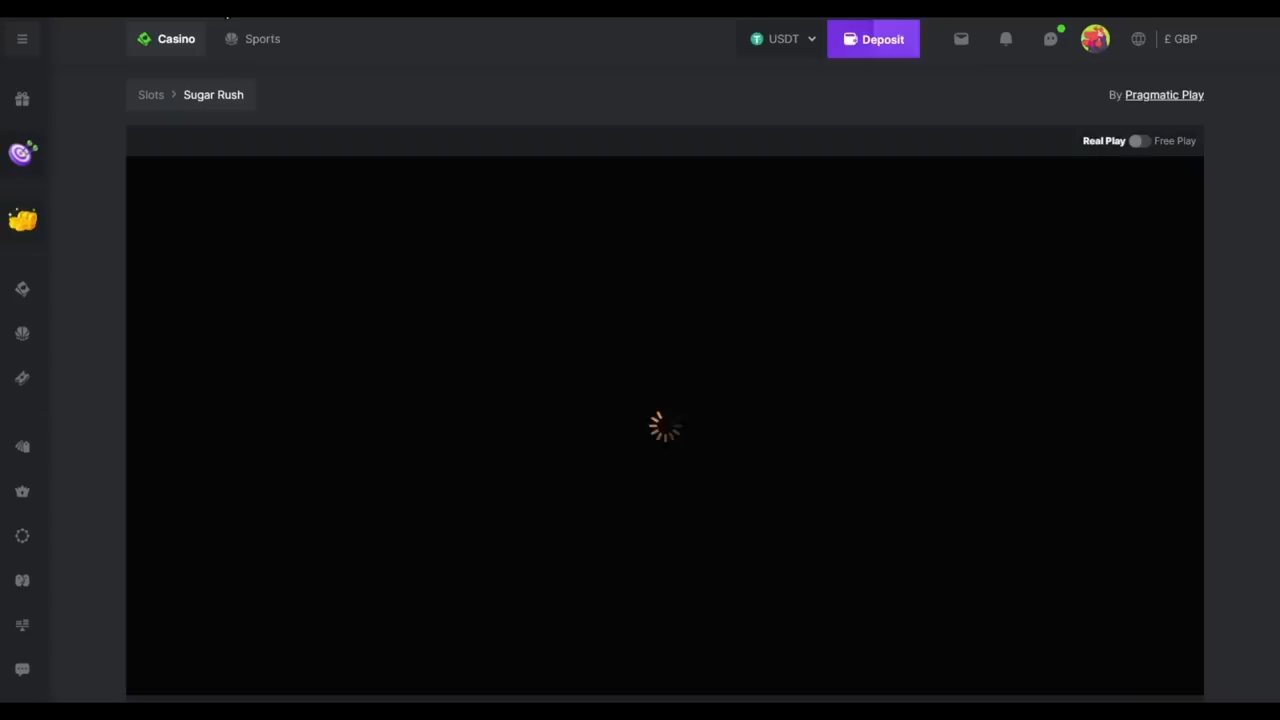 Casino
Sports
USDT
Deposit
£ GBP
Slots > Sugar Rush
By Pragmatic Play
Real Play
Free Play